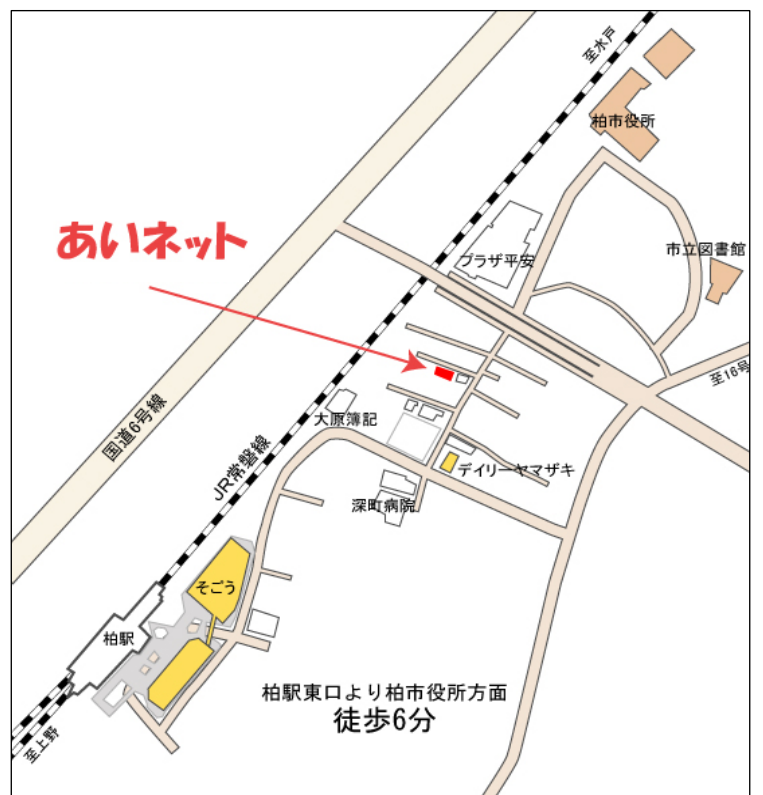 至水戸
柏市役所
あいネット
プラザ平安
市立図書館
至16号
国道6号線
大原簿記
JR常磐線
デイリーヤマザキ
深町病院
そごう
柏駅
柏駅東口より柏市役所方面
徒歩6分
至上野